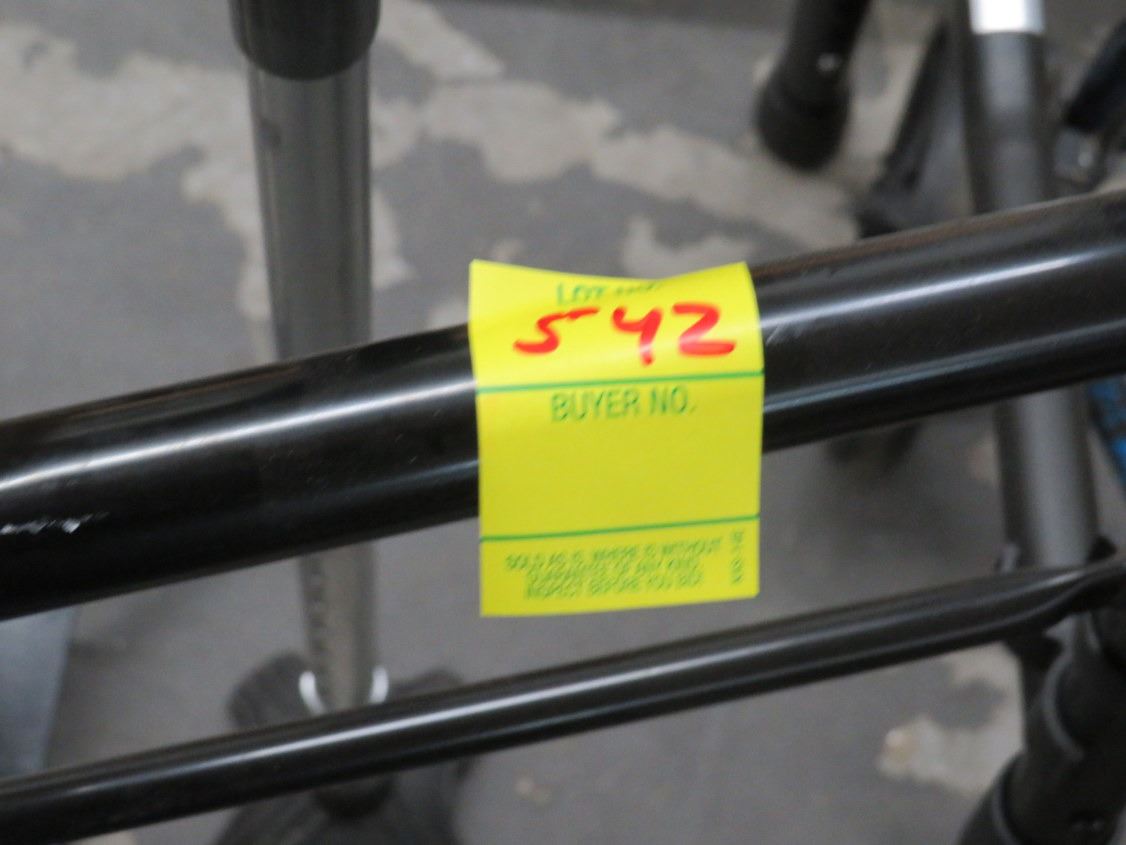 LOT NO.
542
BUYER NO.
SOLD AS IS WHERE IS WITHOUT
GUARANTEE OF ANY KIND.
INSPECT BEFORE YOU BID!